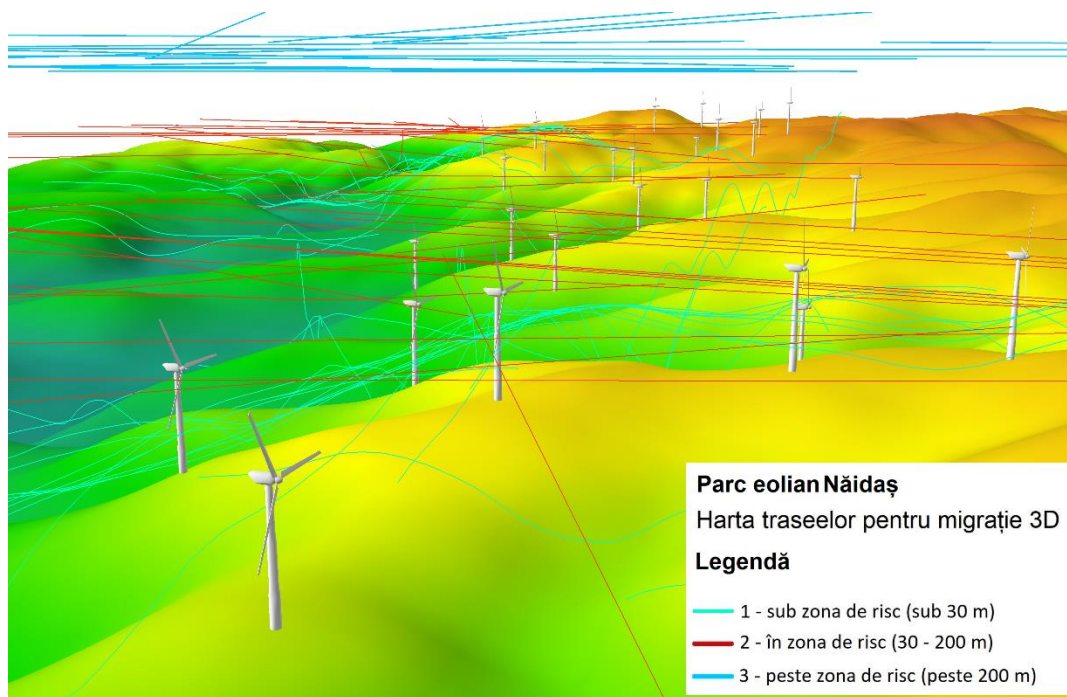 Parc eolian Năidaș
Harta traseelor pentru migrație 3D
Legendă
1 - sub zona de risc (sub 30 m)
2 - în zona de risc (30 - 200 m)
3 - peste zona de risc (peste 200 m)